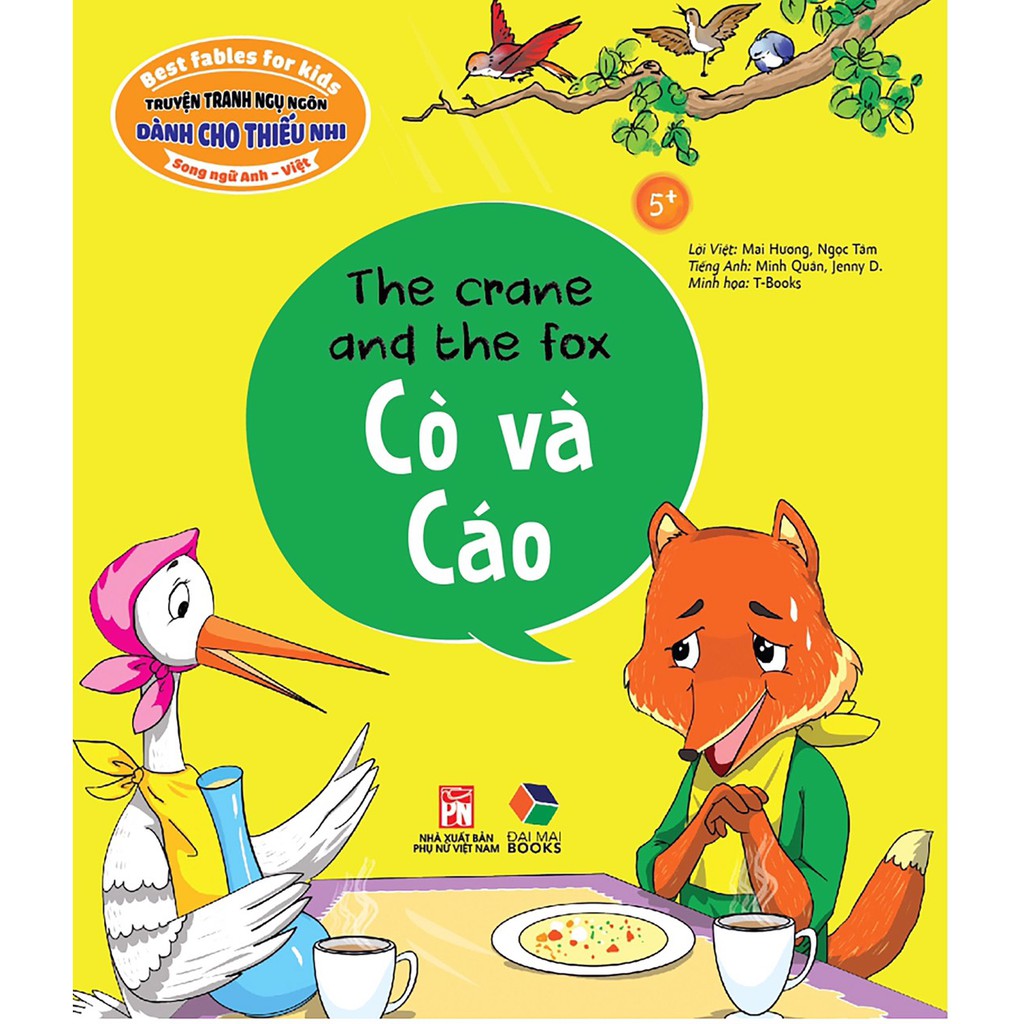 Best fables for kids
TRUYỆN TRANH NGỤ NGÔN
DÀNH CHO THIẾU NHI
Song ngữ Anh - Việt
5+
Lời Việt: Mai Hương, Ngọc Tâm
Tiếng Anh: Minh Quân, Jenny D.
Minh họa: T-Books
The crane
and the fox
Cò và
Cáo
PN
NHÀ XUẤT BẢN
PHỤ NỮ VIỆT NAM
ĐẠI MAI
BOOKS